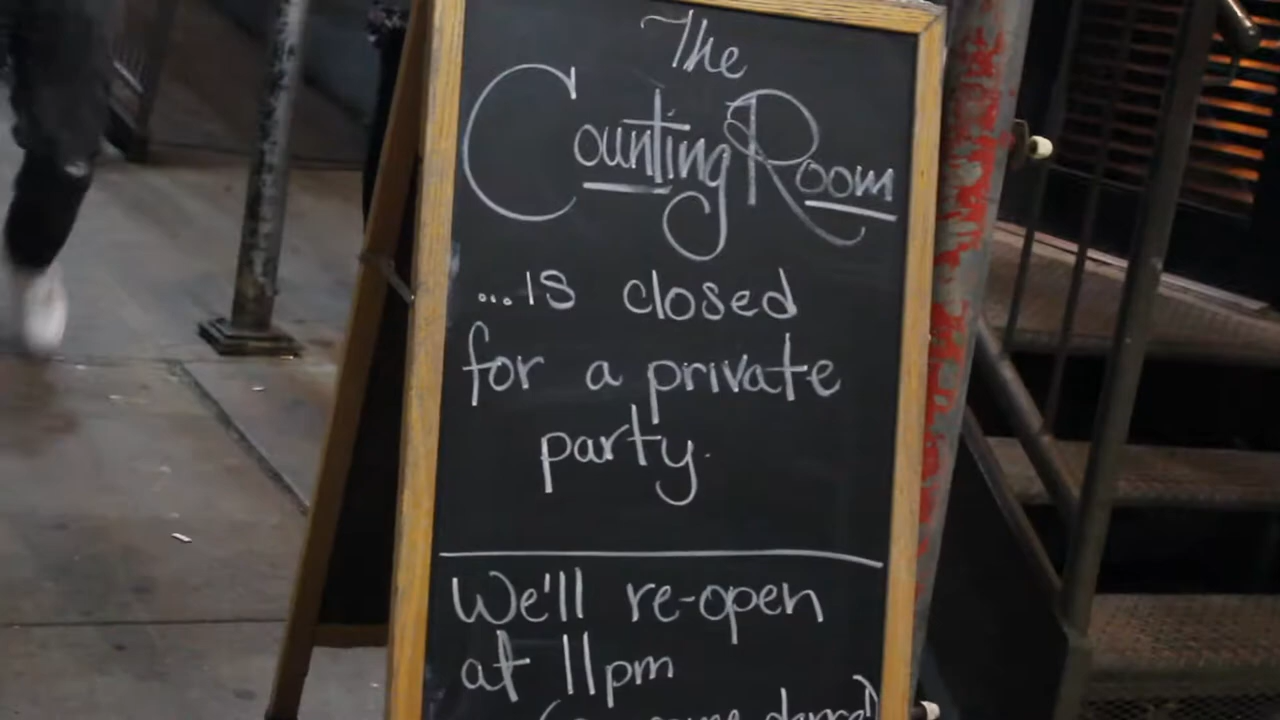 The
Counting Room
...is closed
for a private
party.
We'll re-open
at 11pm